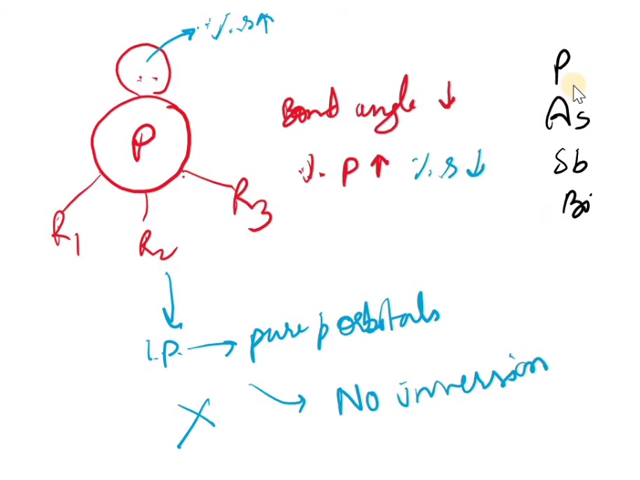 %.s↑
P
Bond angle ↓
%. P ↑ %.s↓
R1
R2
R3
l.p. → pure p orbitals
No inversion
P
As
Sb
Bi